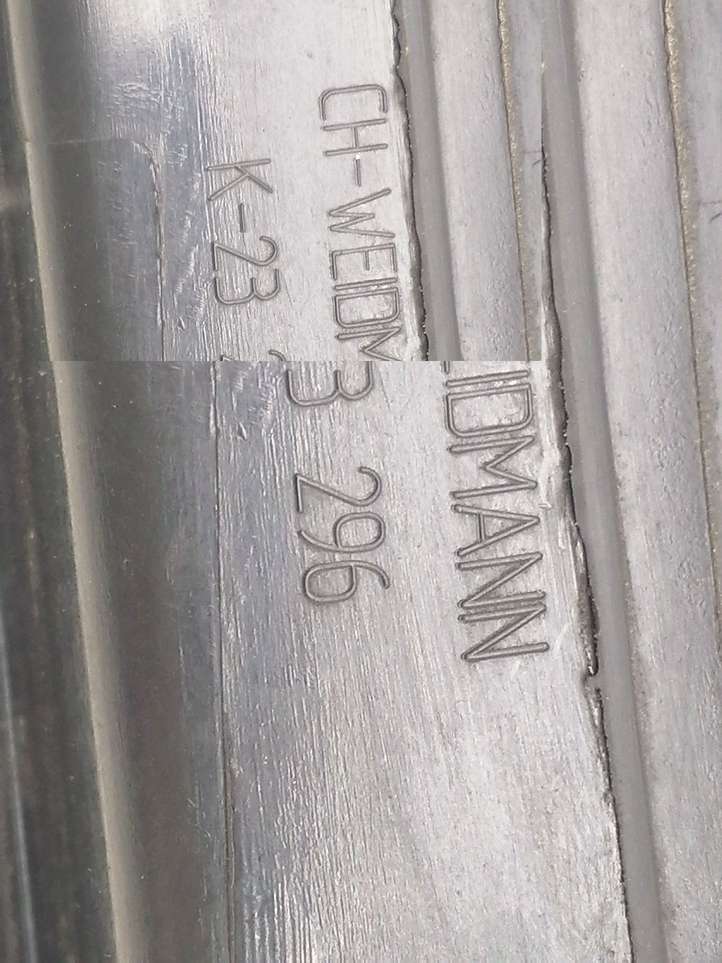 CH-WEIDM
K-23
IDMANN
3 296